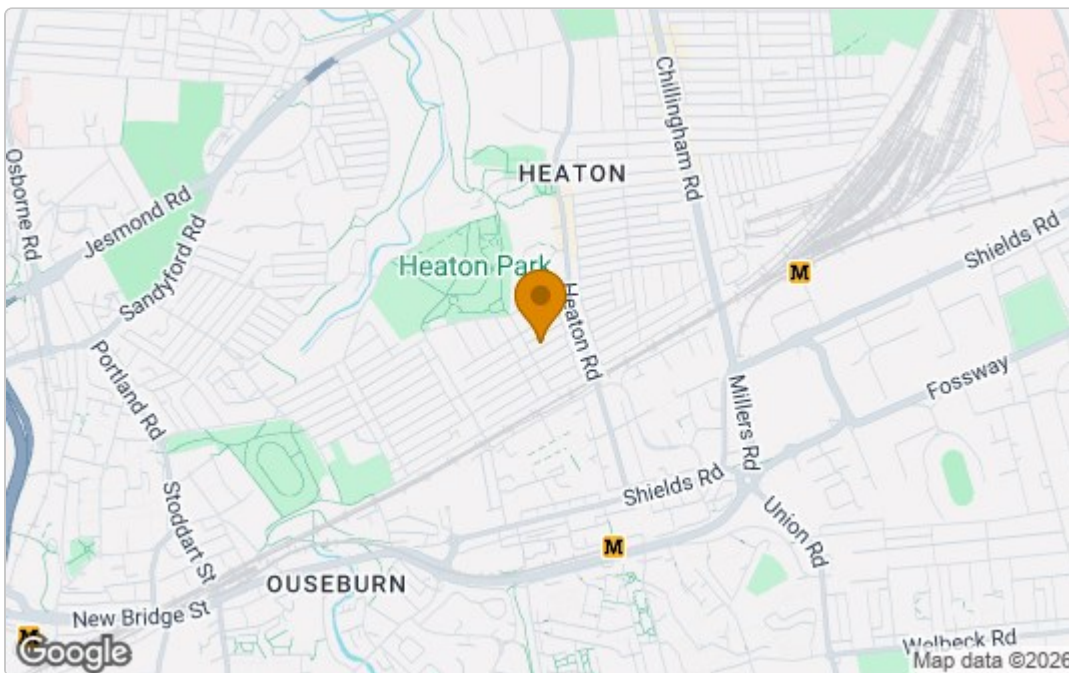 HEATON
Chillingham Rd
Osborne Rd
Jesmond Rd
Sandyford Rd
Heaton Park
Heaton Rd
M
Shields Rd
Portland Rd
Millers Rd
Fossway
Stoddart St
Shields Rd
Union Rd
M
OUSEBURN
New Bridge St
M
Welbeck Rd
Google
Map data ©2026